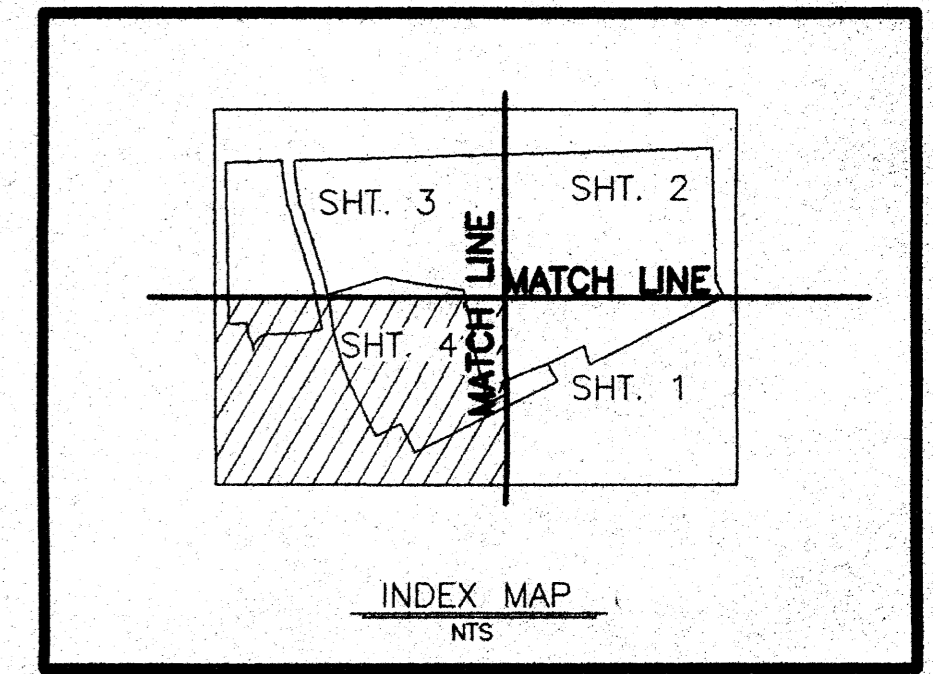 SHT. 3
SHT. 2
MATCH LINE
MATCH LINE
SHT. 4
SHT. 1
INDEX MAP
NTS